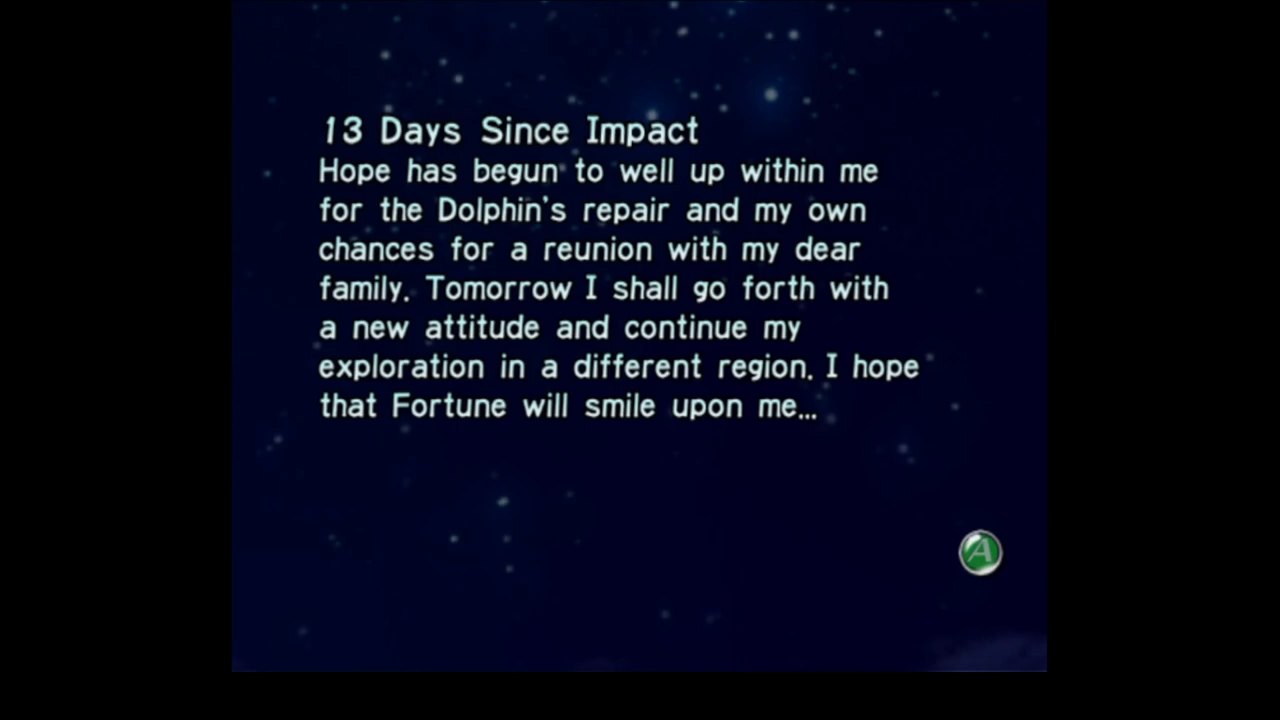 13 Days Since Impact
Hope has begun to well up within me
for the Dolphin's repair and my own
chances for a reunion with my dear
family. Tomorrow I shall go forth with
a new attitude and continue my
exploration in a different region. I hope
that Fortune will smile upon me...
A